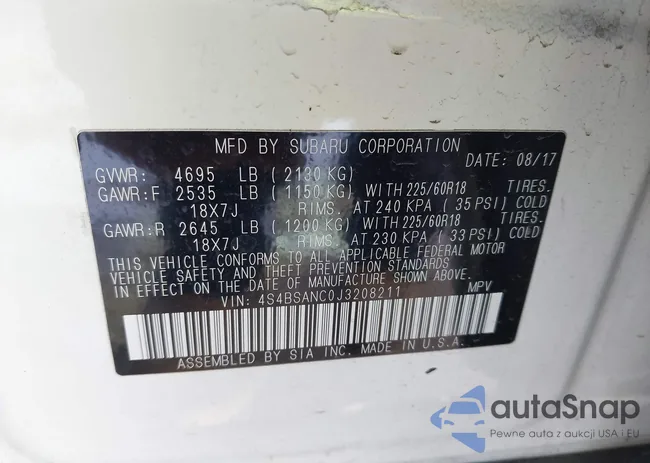 MFD BY SUBARU CORPORATION
DATE: 08/17
GVWR: 4695 LB ( 2130 KG)
GAWR:F 2535 LB ( 1150 KG) WITH 225/60R18 TIRES.
18X7J RIMS. AT 240 KPA ( 35 PSI) COLD
GAWR:R 2645 LB ( 1200 KG) WITH 225/60R18 TIRES.
18X7J RIMS. AT 230 KPA ( 33 PSI) COLD
THIS VEHICLE CONFORMS TO ALL APPLICABLE FEDERAL MOTOR
VEHICLE SAFETY AND THEFT PREVENTION STANDARDS
IN EFFECT ON THE DATE OF MANUFACTURE SHOWN ABOVE.
VIN: 4S4BSANC0J3208211 MPV
ASSEMBLED BY SIA INC. MADE IN U.S.A.
autaSnap
Pewne auta z aukcji USA i EU